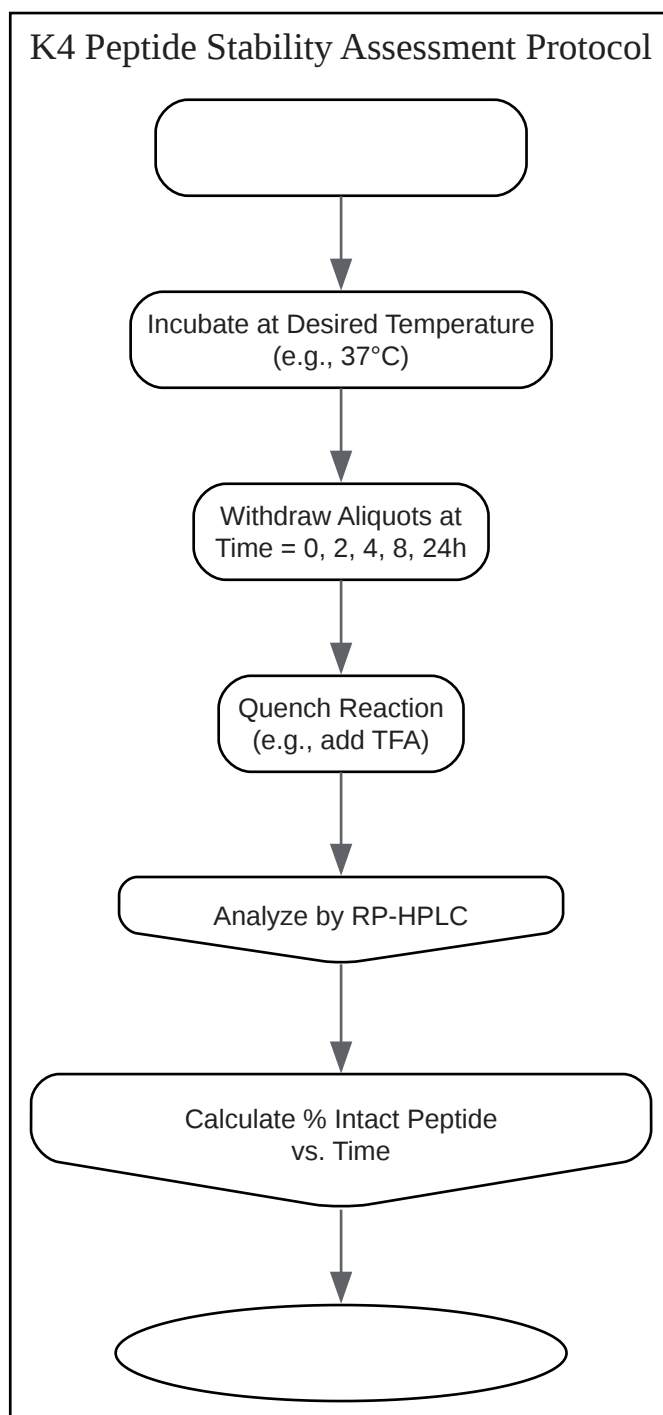 K4 Peptide Stability Assessment Protocol
Incubate at Desired Temperature
(e.g., 37°C)
Withdraw Aliquots at
Time = 0, 2, 4, 8, 24h
Quench Reaction
(e.g., add TFA)
Analyze by RP-HPLC
Calculate % Intact Peptide
vs. Time